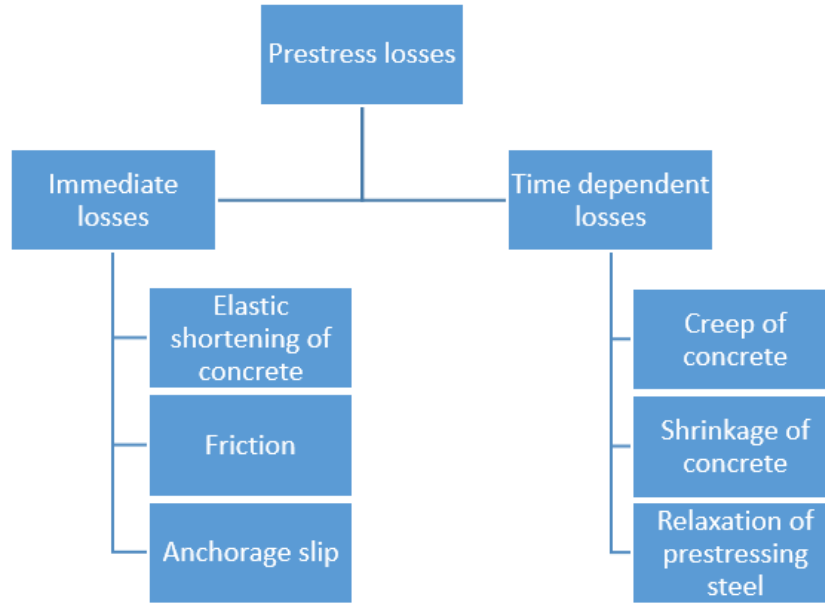 Prestress losses
Immediate
losses
Time dependent
losses
Elastic
shortening of
concrete
Friction
Anchorage slip
Creep of
concrete
Shrinkage of
concrete
Relaxation of
prestressing
steel